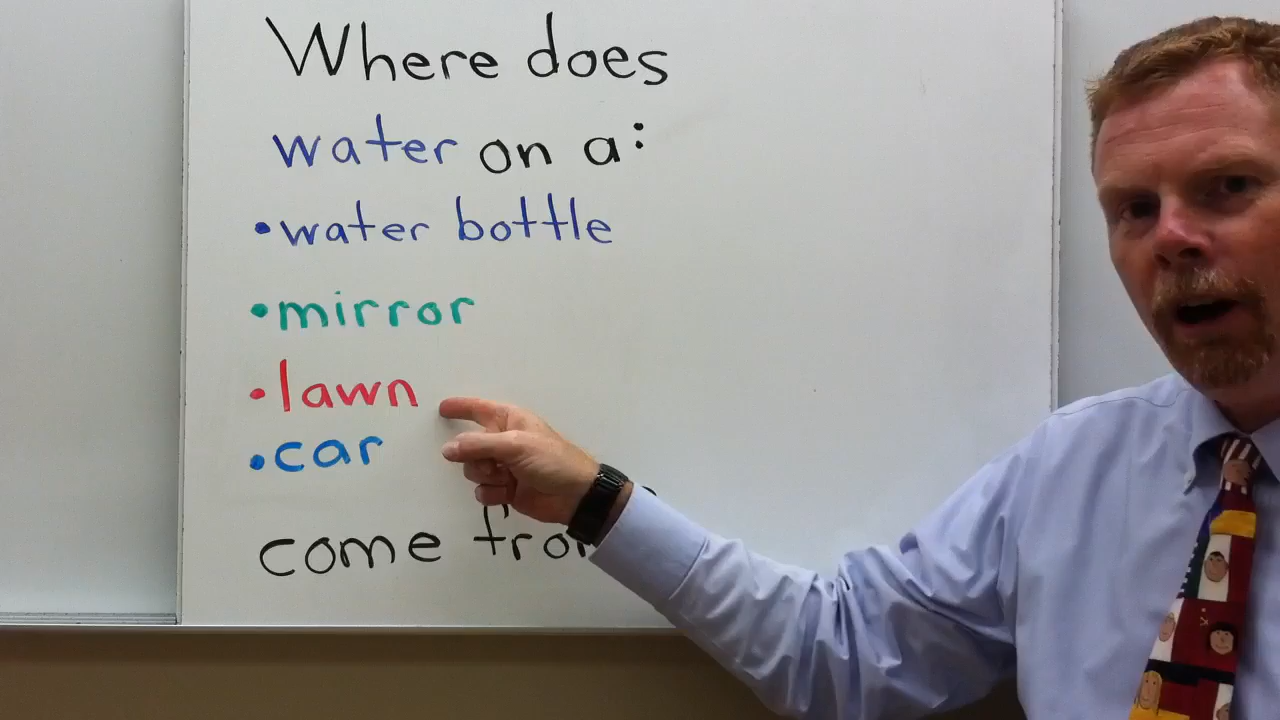 Where does
water on a:
• water bottle
• mirror
• lawn
• car
come